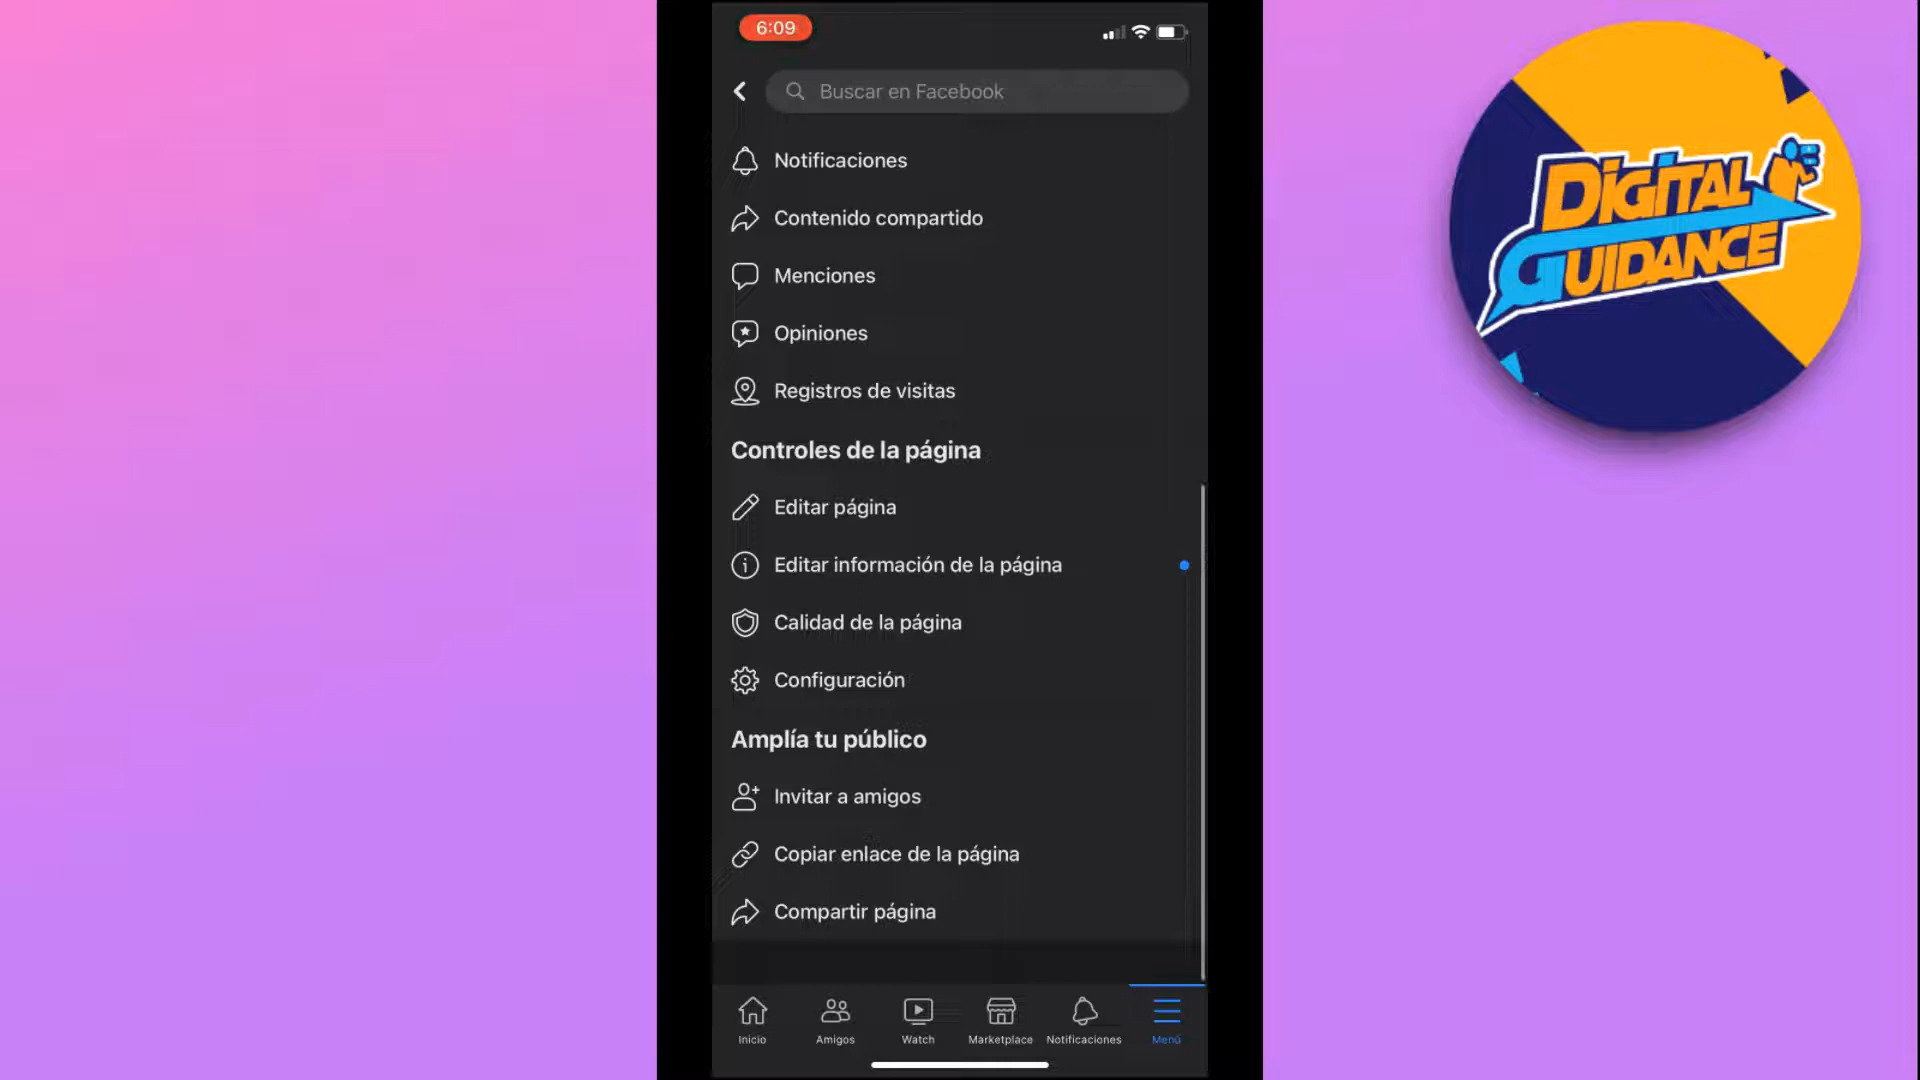 6:09
Buscar en Facebook
Notificaciones
Contenido compartido
Menciones
Opiniones
Registros de visitas
Controles de la página
Editar página
Editar información de la página
Calidad de la página
Configuración
Amplía tu público
Invitar a amigos
Copiar enlace de la página
Compartir página
Inicio
Amigos
Watch
Marketplace
Notificaciones
Menú
DIGITAL
GUIDANCE